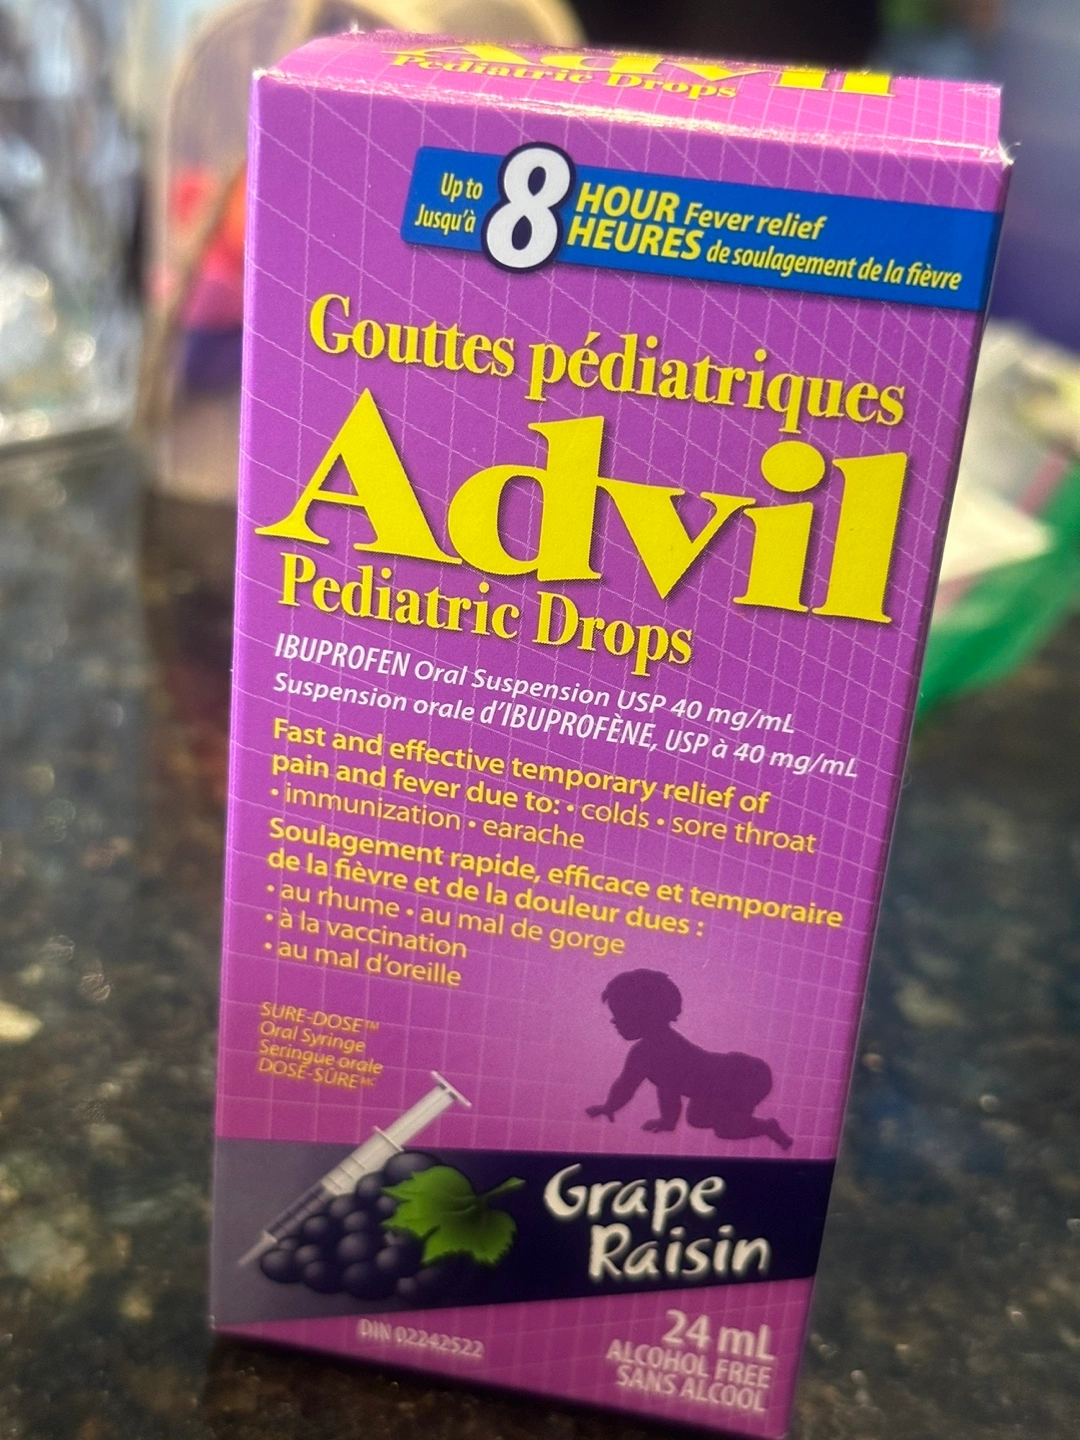 Advil
Pediatric Drops
Up to
Jusqu'à
8
HOUR Fever relief
HEURES de soulagement de la fièvre
Gouttes pédiatriques
Advil
Pediatric Drops
IBUPROFEN Oral Suspension USP 40 mg/mL
Suspension orale d'IBUPROFÈNE, USP à 40 mg/mL
Fast and effective temporary relief of
pain and fever due to: • colds • sore throat
• immunization • earache
Soulagement rapide, efficace et temporaire
de la fièvre et de la douleur dues :
• au rhume • au mal de gorge
• à la vaccination
• au mal d'oreille
SURE-DOSE™
Oral Syringe
Seringue orale
DOSE-SÛRE MC
Grape
Raisin
DIN 02242522
24 mL
ALCOHOL FREE
SANS ALCOOL